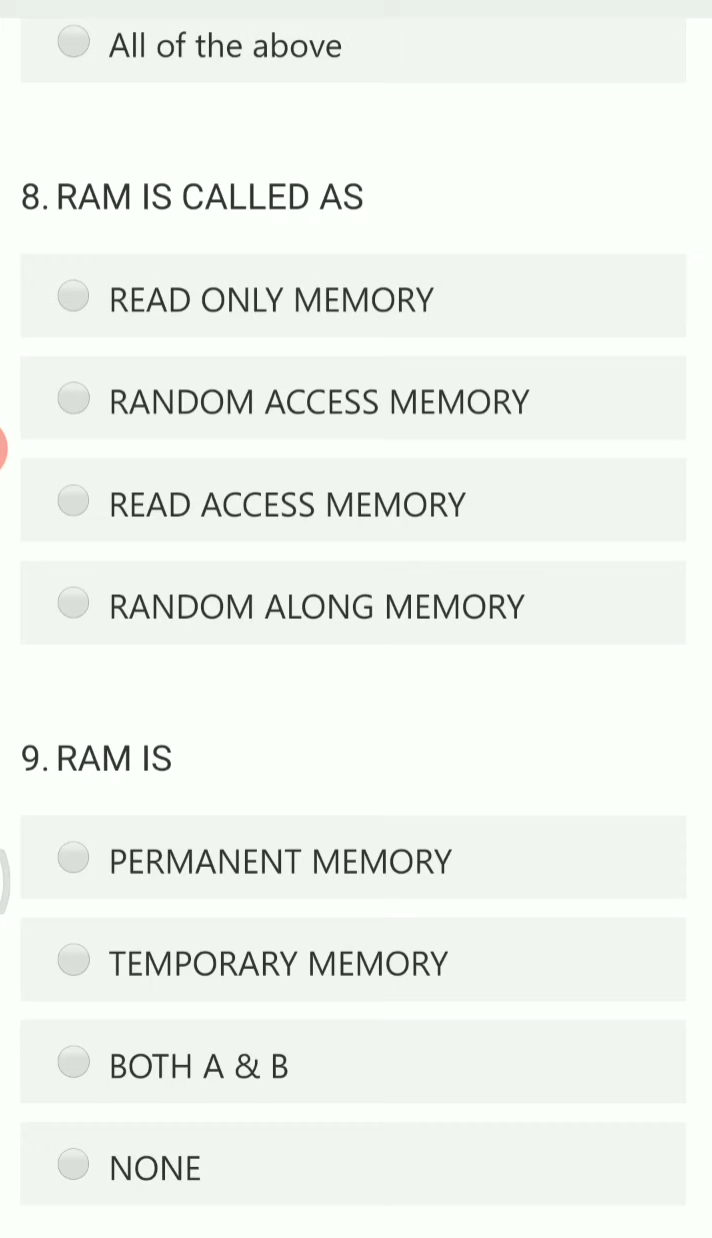 All of the above
8. RAM IS CALLED AS
READ ONLY MEMORY
RANDOM ACCESS MEMORY
READ ACCESS MEMORY
RANDOM ALONG MEMORY
9. RAM IS
PERMANENT MEMORY
TEMPORARY MEMORY
BOTH A & B
NONE